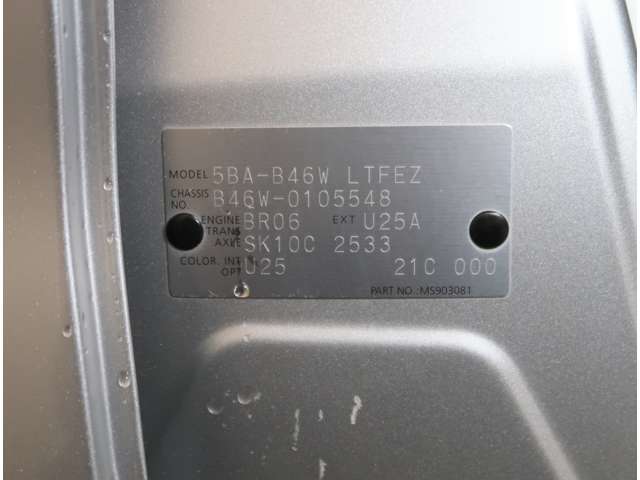 MODEL 5BA-B46W LTFEZ
CHASSIS NO. B46W-0105548
ENGINE BR06 EXT U25A
TRANS AXLE SK10C 2533
COLOR. INT OPT U25 21C 000
PART NO.:MS903081